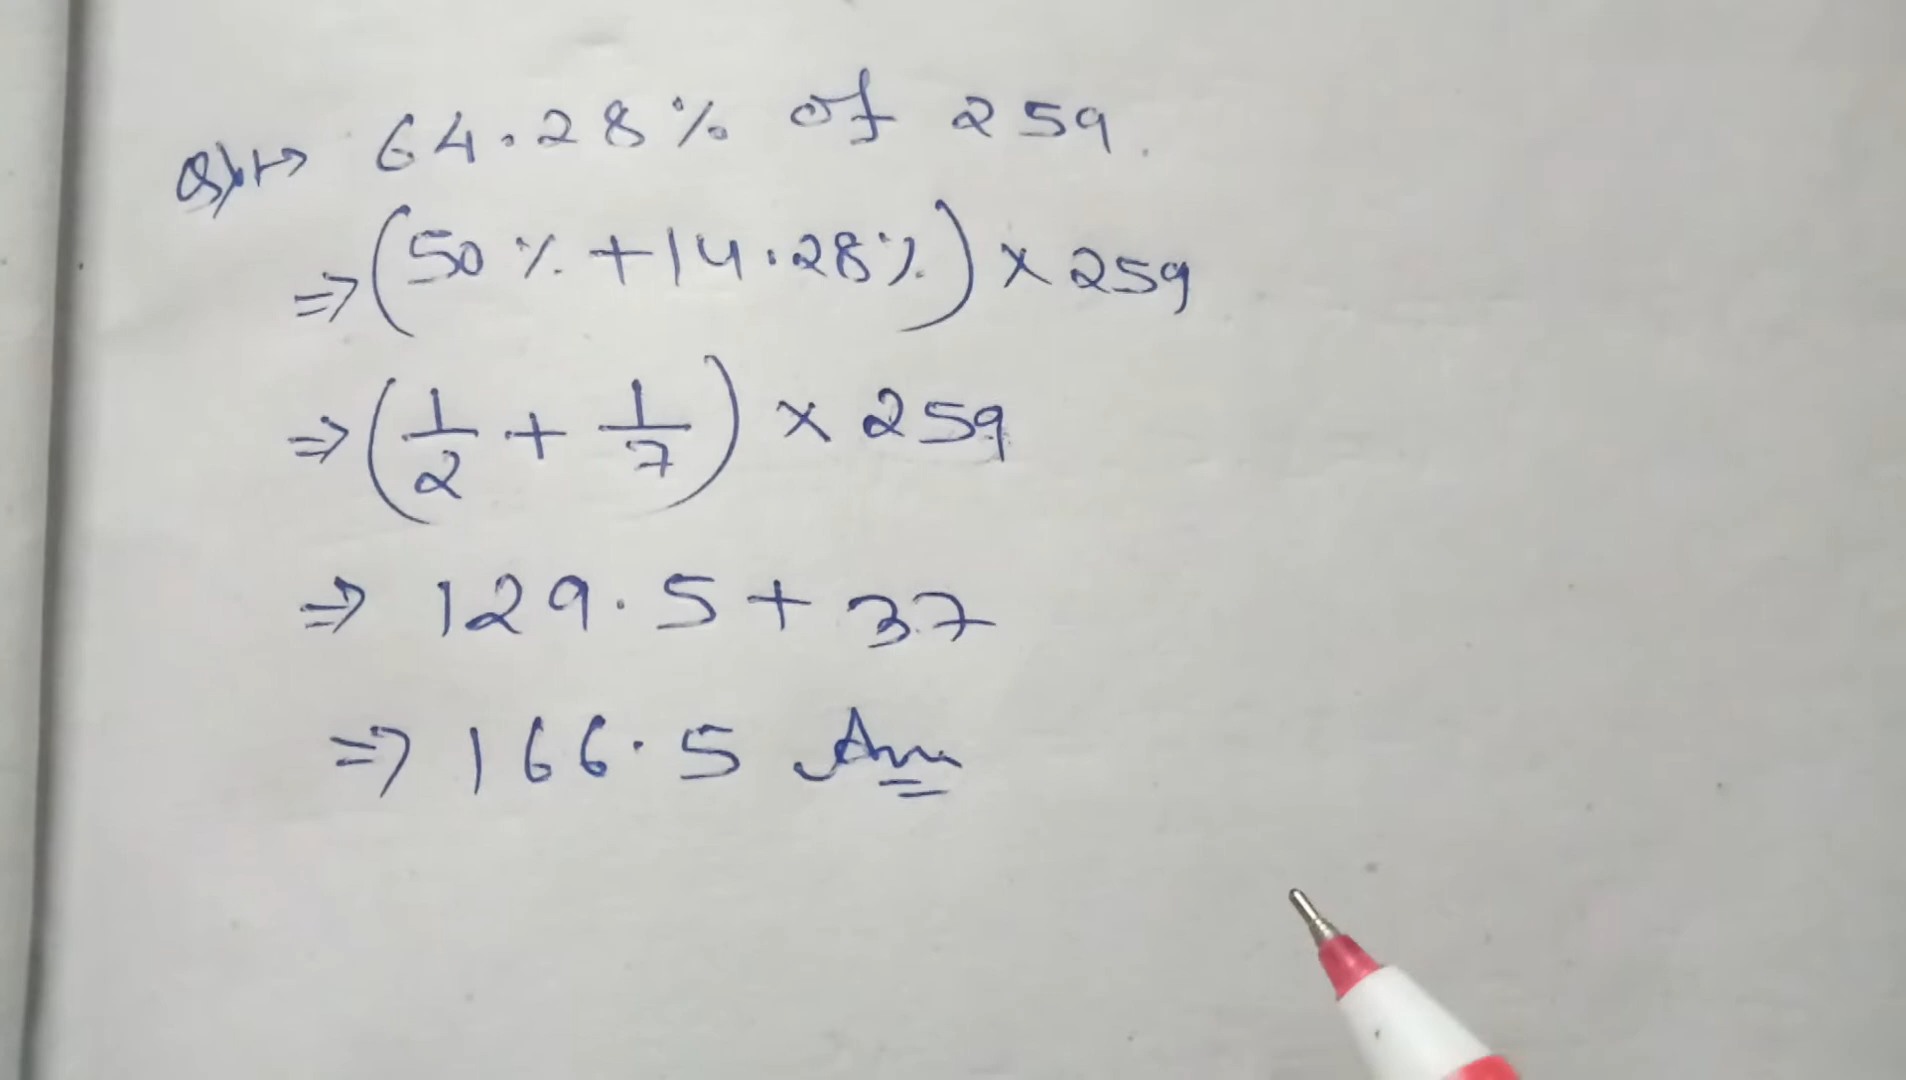 Q/→ 64.28% of 259.
⇒ (50% + 14.28%) × 259
⇒ (1/2 + 1/7) × 259
⇒ 129.5 + 37
⇒ 166.5 Ans